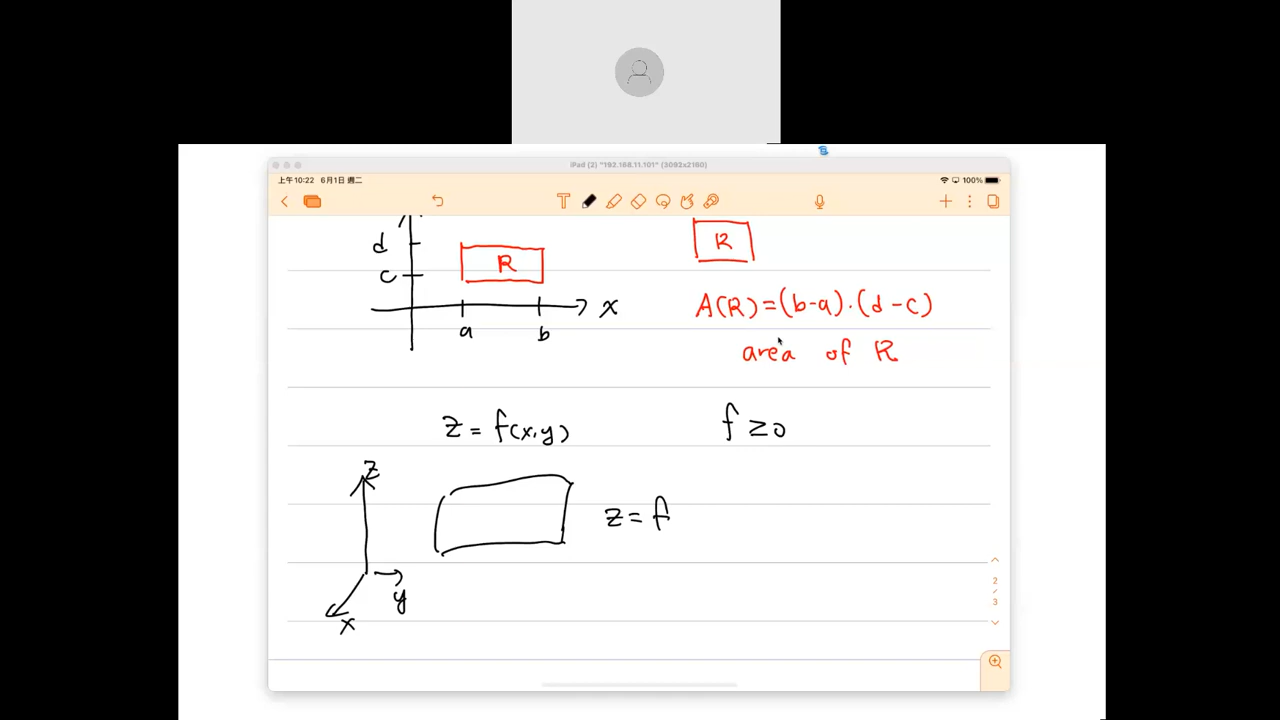 iPad (2) "192.168.11.101" (3092x2160)
上午10:22 6月1日 週二
100%
T
d
R
R
c
x
A(R)=(b-a)·(d-c)
a
b
area of R
z = f(x,y)
f ≥ 0
z
z = f
y
x
2
/
3